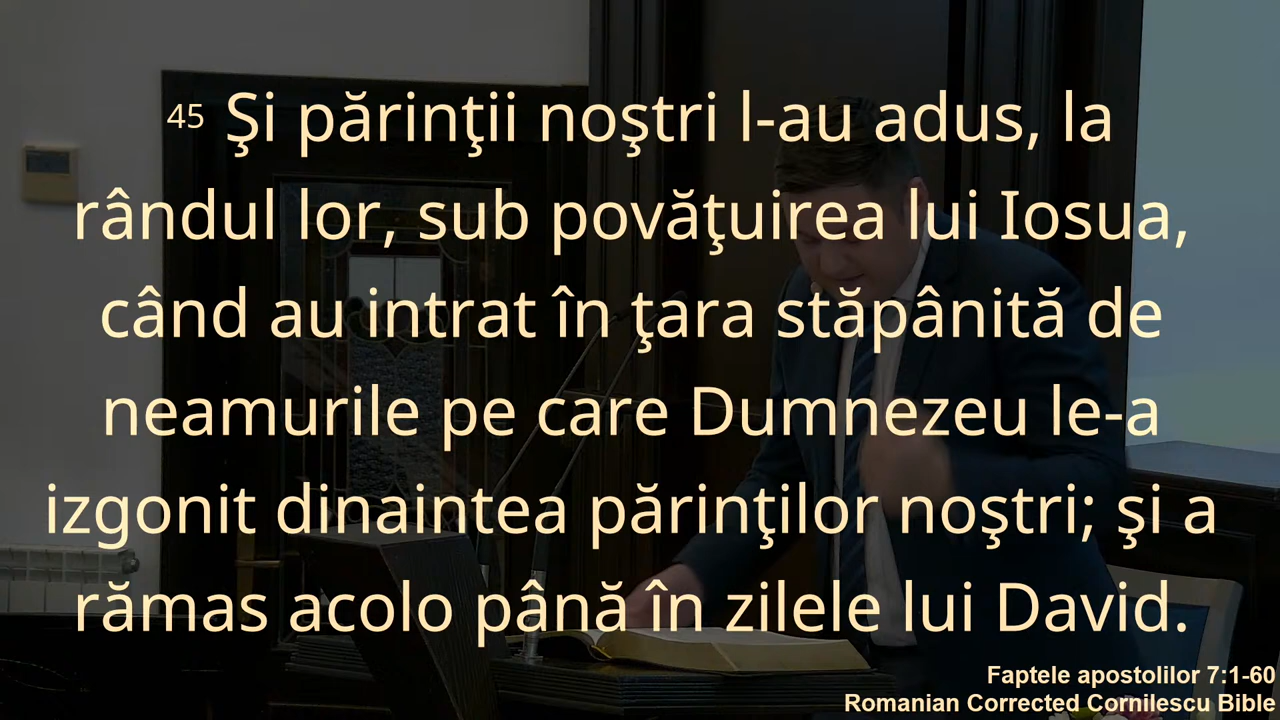 45 Şi părinţii noştri l-au adus, la
rândul lor, sub povăţuirea lui Iosua,
când au intrat în ţara stăpânită de
neamurile pe care Dumnezeu le-a
izgonit dinaintea părinţilor noştri; şi a
rămas acolo până în zilele lui David.
Faptele apostolilor 7:1-60
Romanian Corrected Cornilescu Bible